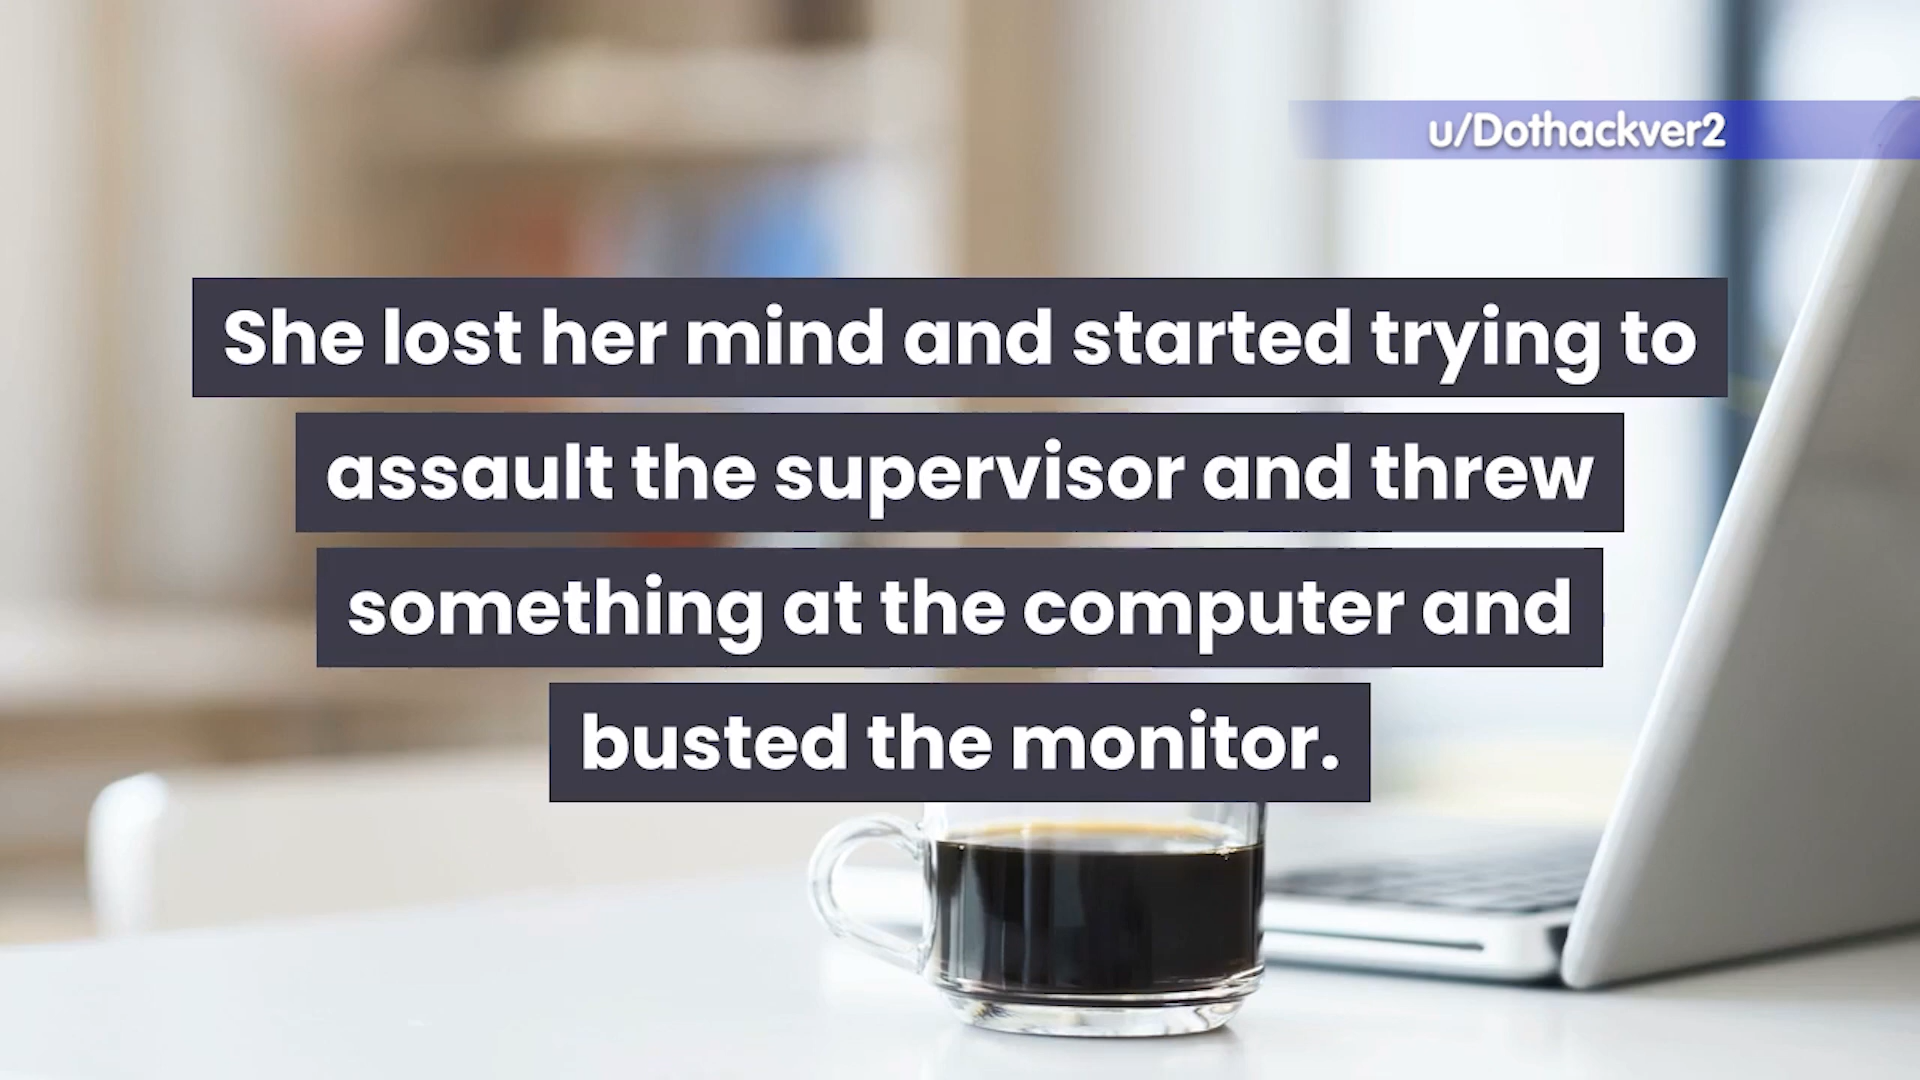 u/Dothackver2
She lost her mind and started trying to
assault the supervisor and threw
something at the computer and
busted the monitor.